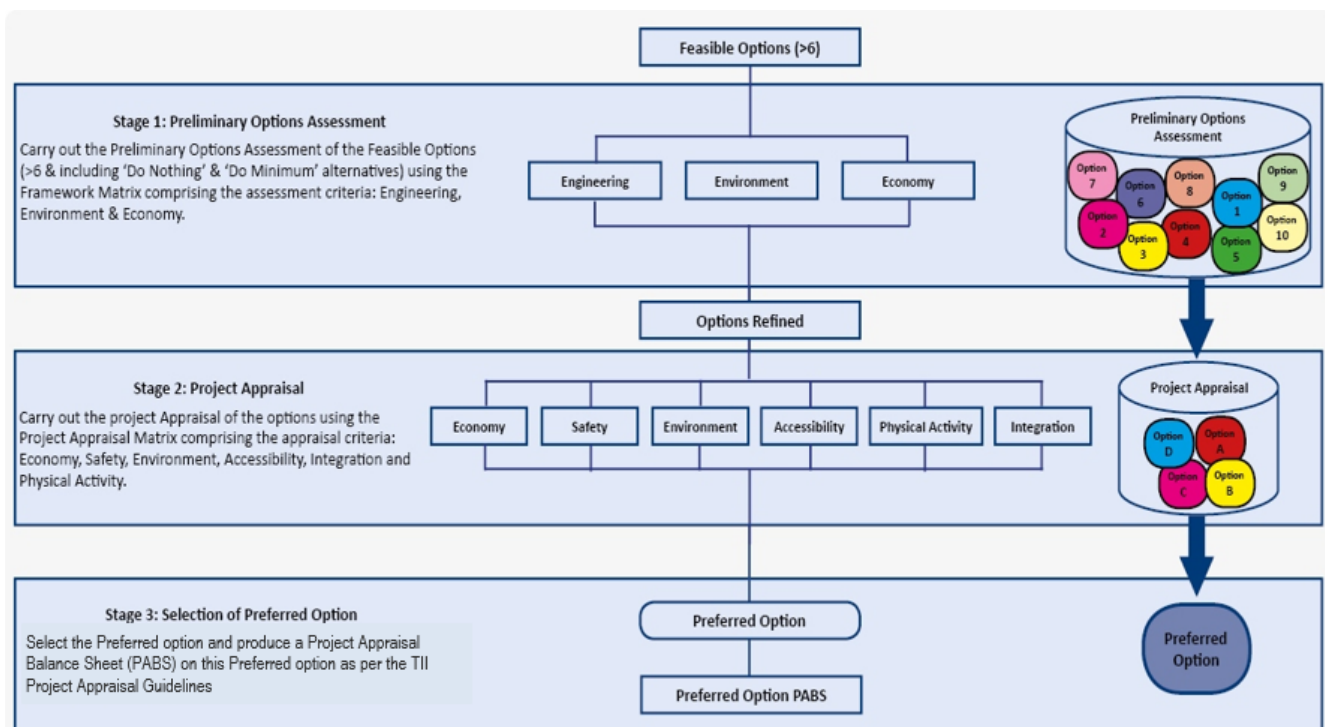 Feasible Options (>6)
Stage 1: Preliminary Options Assessment
Carry out the Preliminary Options Assessment of the Feasible Options
(>6 & including ‘Do Nothing’ & ‘Do Minimum’ alternatives) using the
Framework Matrix comprising the assessment criteria: Engineering,
Environment & Economy.
Engineering
Environment
Economy
Preliminary Options
Assessment
Option
7
Option
6
Option
8
Option
1
Option
9
Option
2
Option
3
Option
4
Option
5
Option
10
Options Refined
Stage 2: Project Appraisal
Carry out the project Appraisal of the options using the
Project Appraisal Matrix comprising the appraisal criteria:
Economy, Safety, Environment, Accessibility, Integration and
Physical Activity.
Economy
Safety
Environment
Accessibility
Physical Activity
Integration
Project Appraisal
Option
D
Option
A
Option
C
Option
B
Stage 3: Selection of Preferred Option
Select the Preferred option and produce a Project Appraisal
Balance Sheet (PABS) on this Preferred option as per the TII
Project Appraisal Guidelines
Preferred Option
Preferred Option PABS
Preferred
Option